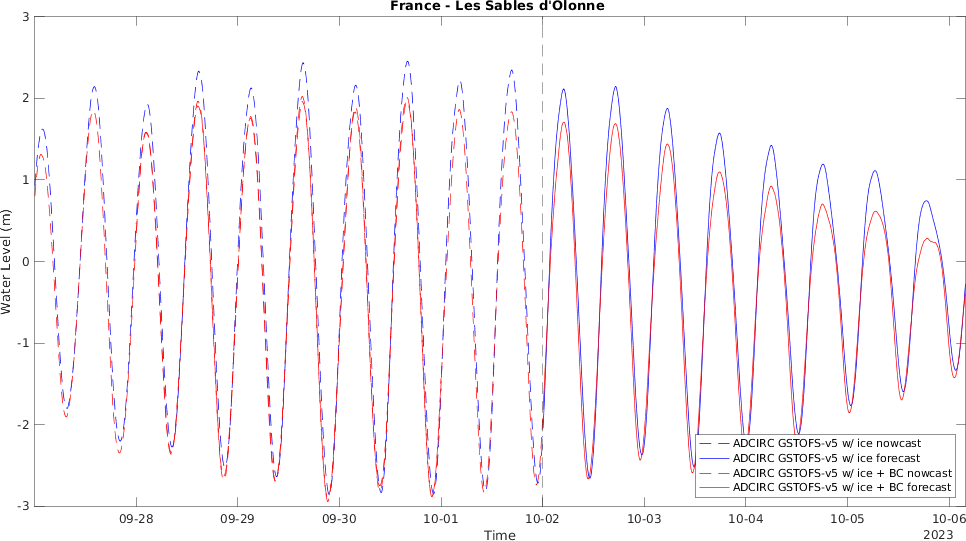 France - Les Sables d'Olonne
3
2
1
0
-1
-2
-3
Water Level (m)
ADCIRC GSTOFS-v5 w/ ice nowcast
ADCIRC GSTOFS-v5 w/ ice forecast
ADCIRC GSTOFS-v5 w/ ice + BC nowcast
ADCIRC GSTOFS-v5 w/ ice + BC forecast
09-28 09-29 09-30 10-01 10-02 10-03 10-04 10-05 10-06
Time
2023